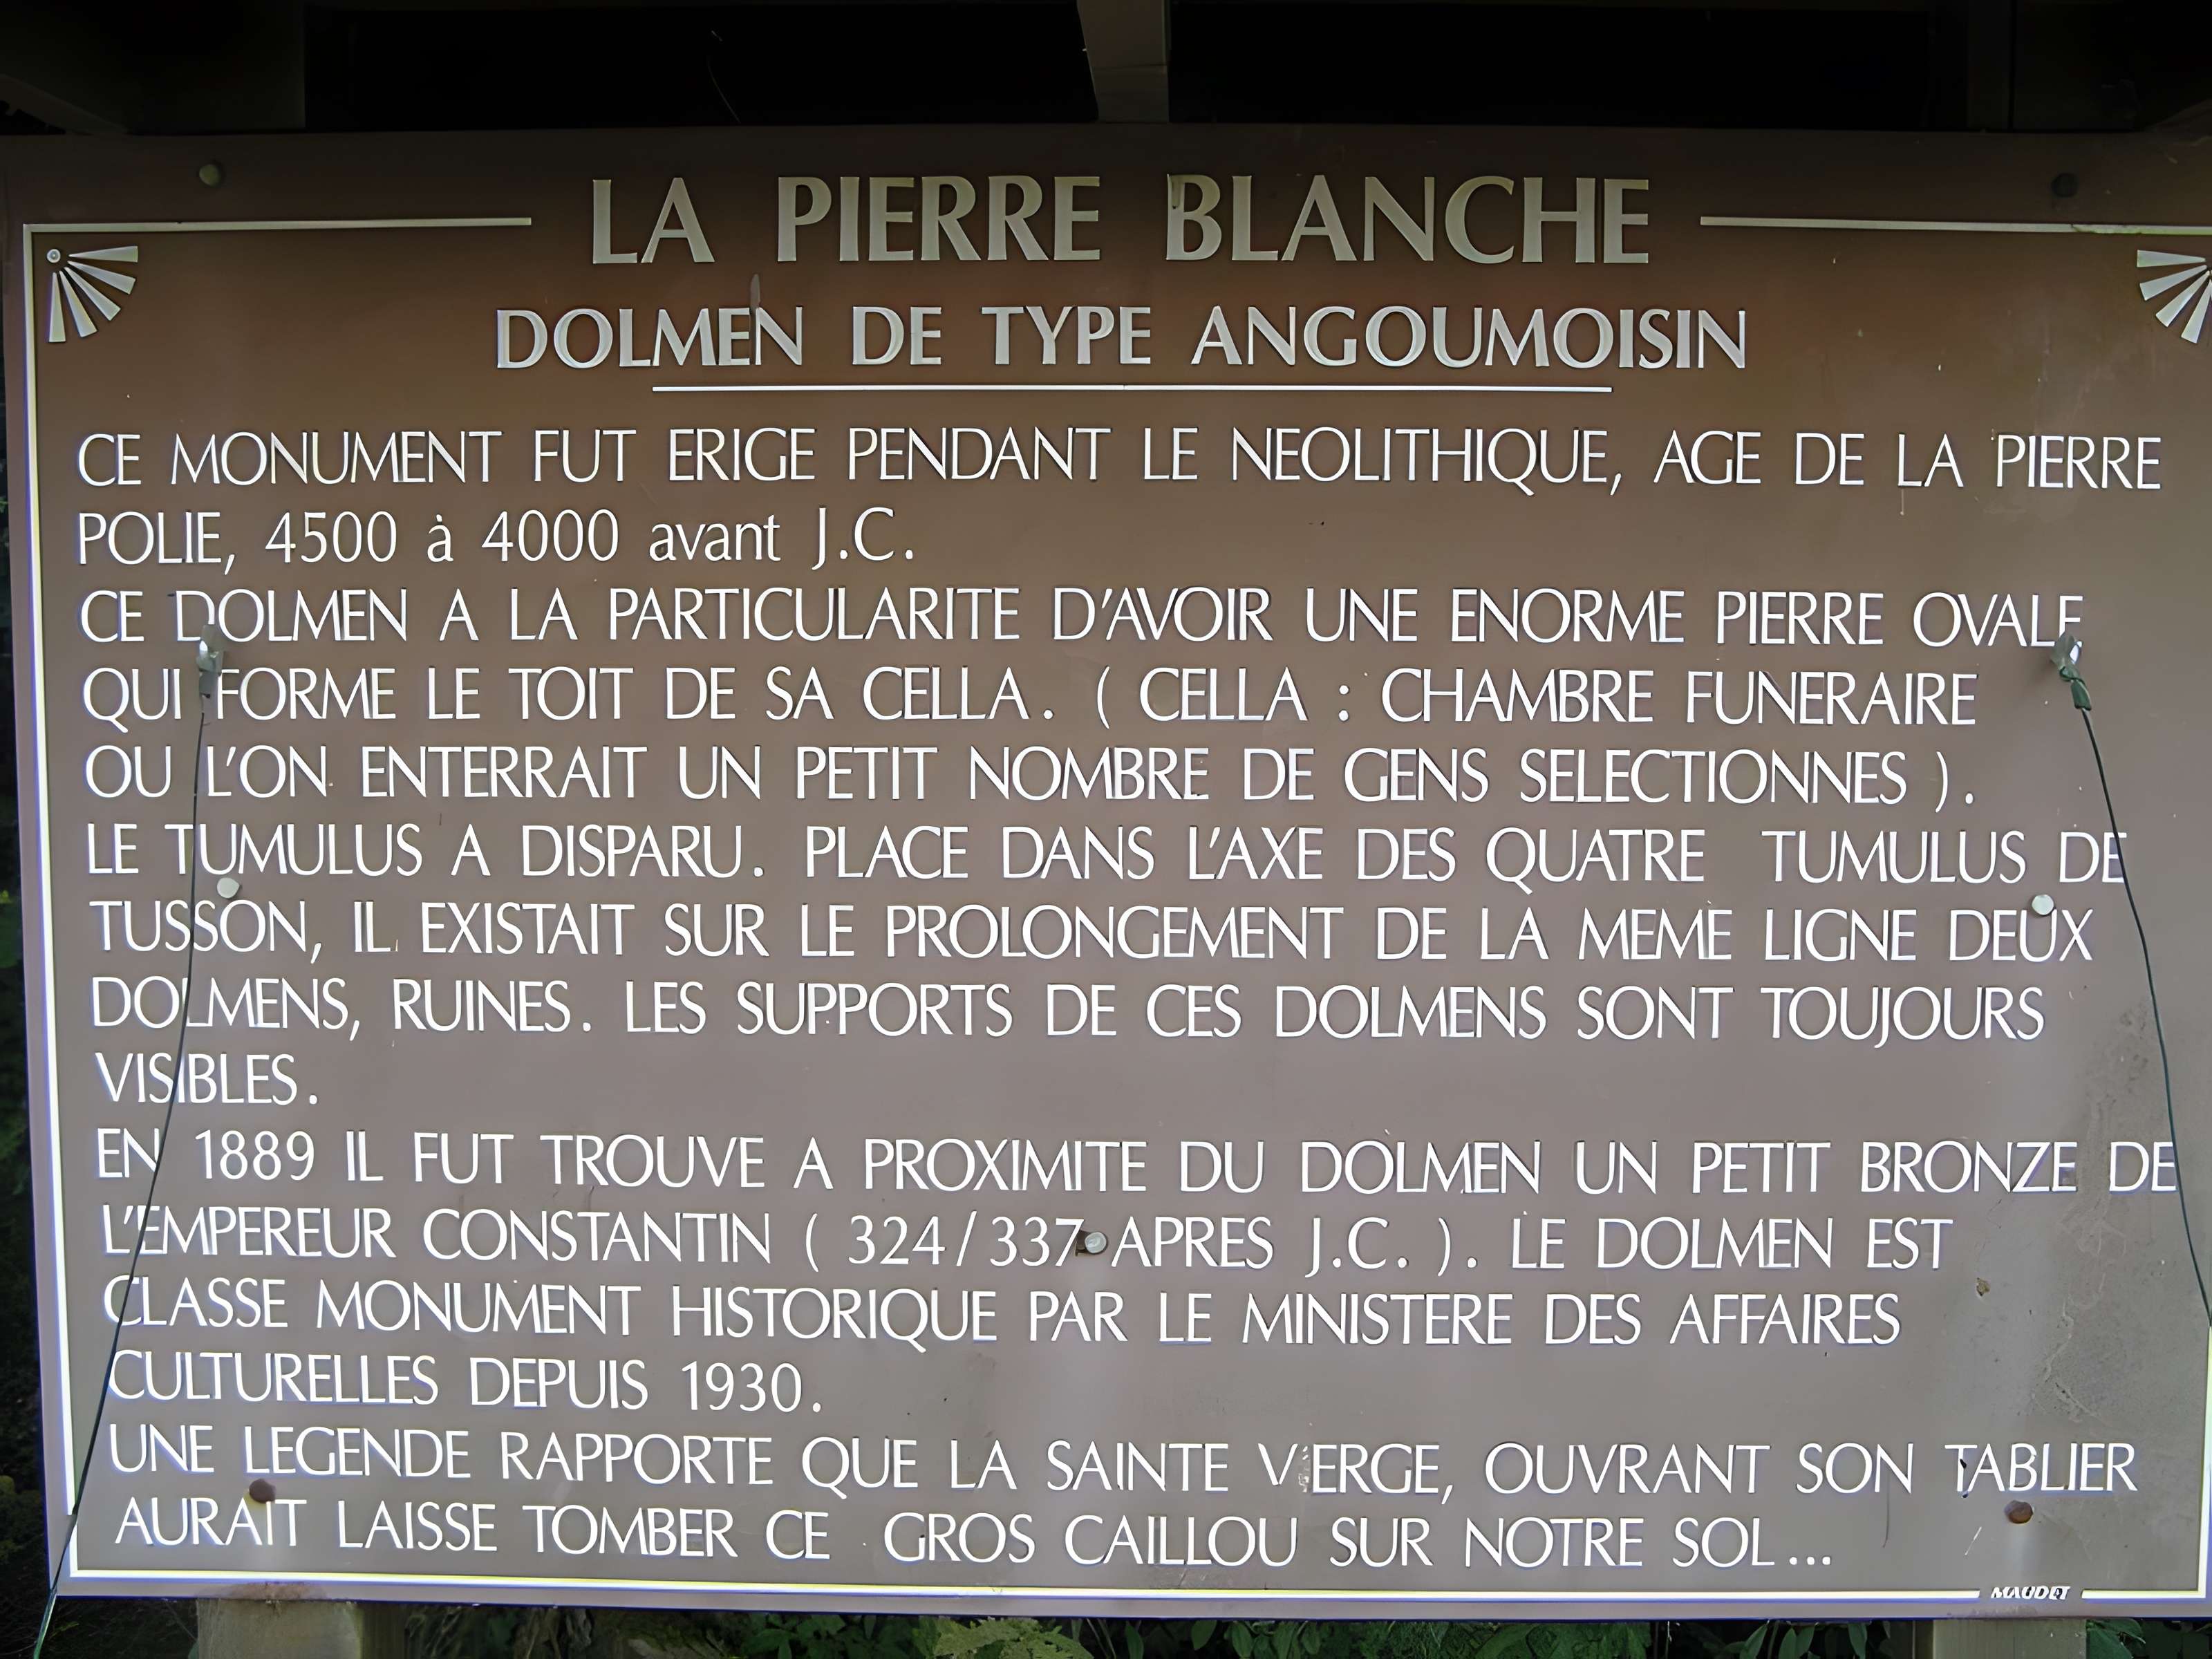 LA PIERRE BLANCHE
DOLMEN DE TYPE ANGOUMOISIN
CE MONUMENT FUT ERIGE PENDANT LE NEOLITHIQUE, AGE DE LA PIERRE
POLIE, 4500 à 4000 avant J.C.
CE DOLMEN A LA PARTICULARITE D'AVOIR UNE ENORME PIERRE OVALE
QUI FORME LE TOIT DE SA CELLA. ( CELLA : CHAMBRE FUNERAIRE
OU L'ON ENTERRAIT UN PETIT NOMBRE DE GENS SELECTIONNES ).
LE TUMULUS A DISPARU. PLACE DANS L'AXE DES QUATRE TUMULUS DE
TUSSON, IL EXISTAIT SUR LE PROLONGEMENT DE LA MEME LIGNE DEUX
DOLMENS, RUINES. LES SUPPORTS DE CES DOLMENS SONT TOUJOURS
VISIBLES.
EN 1889 IL FUT TROUVE A PROXIMITE DU DOLMEN UN PETIT BRONZE DE
L'EMPEREUR CONSTANTIN ( 324/337 APRES J.C. ). LE DOLMEN EST
CLASSE MONUMENT HISTORIQUE PAR LE MINISTERE DES AFFAIRES
CULTURELLES DEPUIS 1930.
UNE LEGENDE RAPPORTE QUE LA SAINTE VIERGE, OUVRANT SON TABLIER
AURAIT LAISSE TOMBER CE GROS CAILLOU SUR NOTRE SOL...
MAUDET